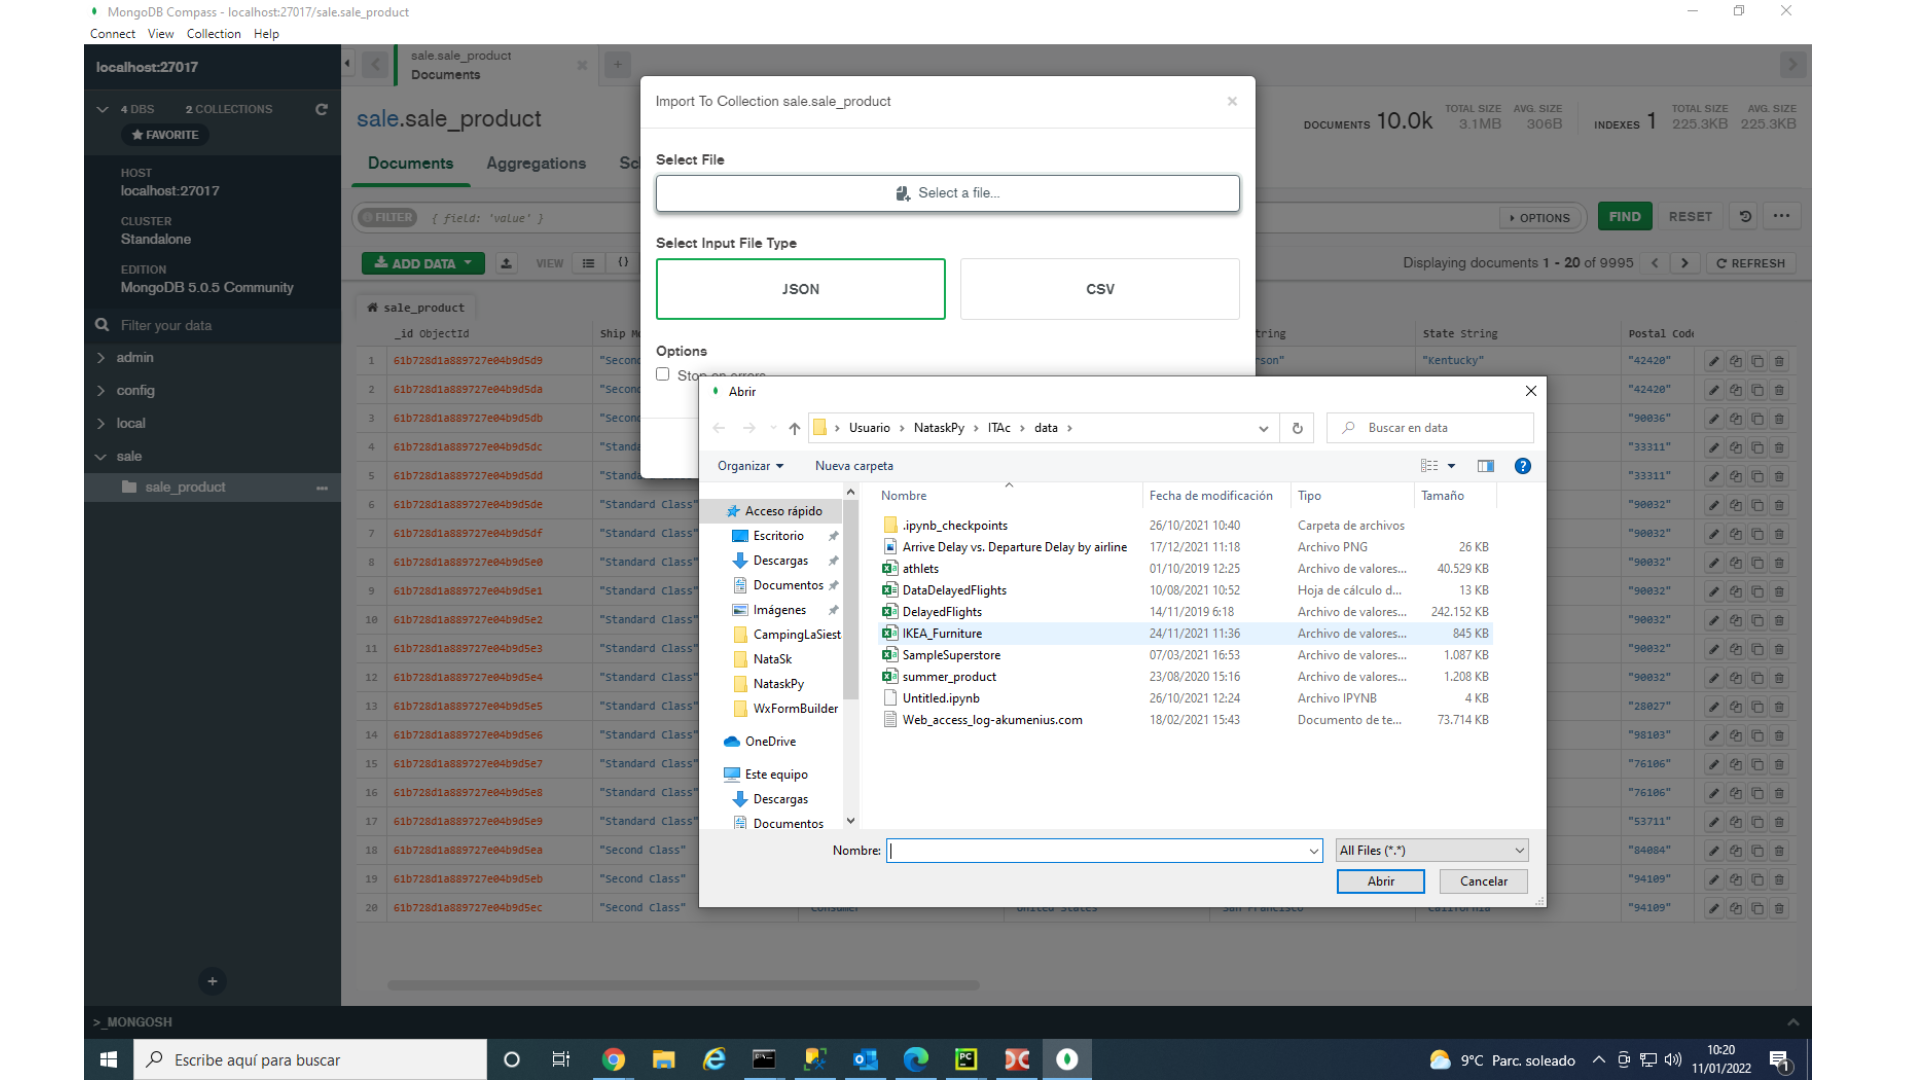 MongoDB Compass - localhost:27017/sale.sale_product
Connect View Collection Help
localhost:27017
4 DBS 2 COLLECTIONS
FAVORITE
HOST
localhost:27017
CLUSTER
Standalone
EDITION
MongoDB 5.0.5 Community
Filter your data
admin
config
local
sale
sale_product
sale.sale_product
Documents
sale.sale_product
DOCUMENTS 10.0k TOTAL SIZE 3.1MB AVG. SIZE 306B INDEXES 1 TOTAL SIZE 225.3KB AVG. SIZE 225.3KB
Documents Aggregations
FILTER { field: 'value' } OPTIONS FIND RESET
ADD DATA VIEW {} Displaying documents 1 - 20 of 9995 REFRESH
Import To Collection sale.sale_product
Select File
Select a file...
Select Input File Type
JSON CSV
Options
Stop on errors
sale_product
_id ObjectId Ship State String Postal Code
1 61b728d1a889727e04b9d5d9 "Second "Kentucky" "42420"
2 61b728d1a889727e04b9d5da "Second "42420"
3 61b728d1a889727e04b9d5db "Second "90036"
4 61b728d1a889727e04b9d5dc "Standa "33311"
5 61b728d1a889727e04b9d5dd "Standa "33311"
6 61b728d1a889727e04b9d5de "Standard Class" "90032"
7 61b728d1a889727e04b9d5df "Standard Class" "90032"
8 61b728d1a889727e04b9d5e0 "Standard Class" "90032"
9 61b728d1a889727e04b9d5e1 "Standard Class" "90032"
10 61b728d1a889727e04b9d5e2 "Standard Class" "90032"
11 61b728d1a889727e04b9d5e3 "Standard Class" "90032"
12 61b728d1a889727e04b9d5e4 "Standard Class" "90032"
13 61b728d1a889727e04b9d5e5 "Standard Class" "28027"
14 61b728d1a889727e04b9d5e6 "Standard Class" "98103"
15 61b728d1a889727e04b9d5e7 "Standard Class" "76106"
16 61b728d1a889727e04b9d5e8 "Standard Class" "76106"
17 61b728d1a889727e04b9d5e9 "Standard Class" "53711"
18 61b728d1a889727e04b9d5ea "Second Class" "84084"
19 61b728d1a889727e04b9d5eb "Second Class" "94109"
20 61b728d1a889727e04b9d5ec "Second Class" "Consumer "United States" "San Francisco" "California" "94109"
Abrir
Usuario › NataskPy › ITAc › data › Buscar en data
Organizar Nueva carpeta
Acceso rápido
Escritorio
Descargas
Documentos
Imágenes
CampingLaSiest
NataSk
NataskPy
WxFormBuilder
OneDrive
Este equipo
Descargas
Documentos
Nombre Fecha de modificación Tipo Tamaño
.ipynb_checkpoints 26/10/2021 10:40 Carpeta de archivos
Arrive Delay vs. Departure Delay by airline 17/12/2021 11:18 Archivo PNG 26 KB
athlets 01/10/2019 12:25 Archivo de valores... 40.529 KB
DataDelayedFlights 10/08/2021 10:52 Hoja de cálculo d... 13 KB
DelayedFlights 14/11/2019 6:18 Archivo de valores... 242.152 KB
IKEA_Furniture 24/11/2021 11:36 Archivo de valores... 845 KB
SampleSuperstore 07/03/2021 16:53 Archivo de valores... 1.087 KB
summer_product 23/08/2020 15:16 Archivo de valores... 1.208 KB
Untitled.ipynb 26/10/2021 12:24 Archivo IPYNB 4 KB
Web_access_log-akumenius.com 18/02/2021 15:43 Documento de te... 73.714 KB
Nombre: All Files (*.*)
Abrir Cancelar
>_MONGOSH
Escribe aquí para buscar
9°C Parc. soleado
10:20
11/01/2022
1